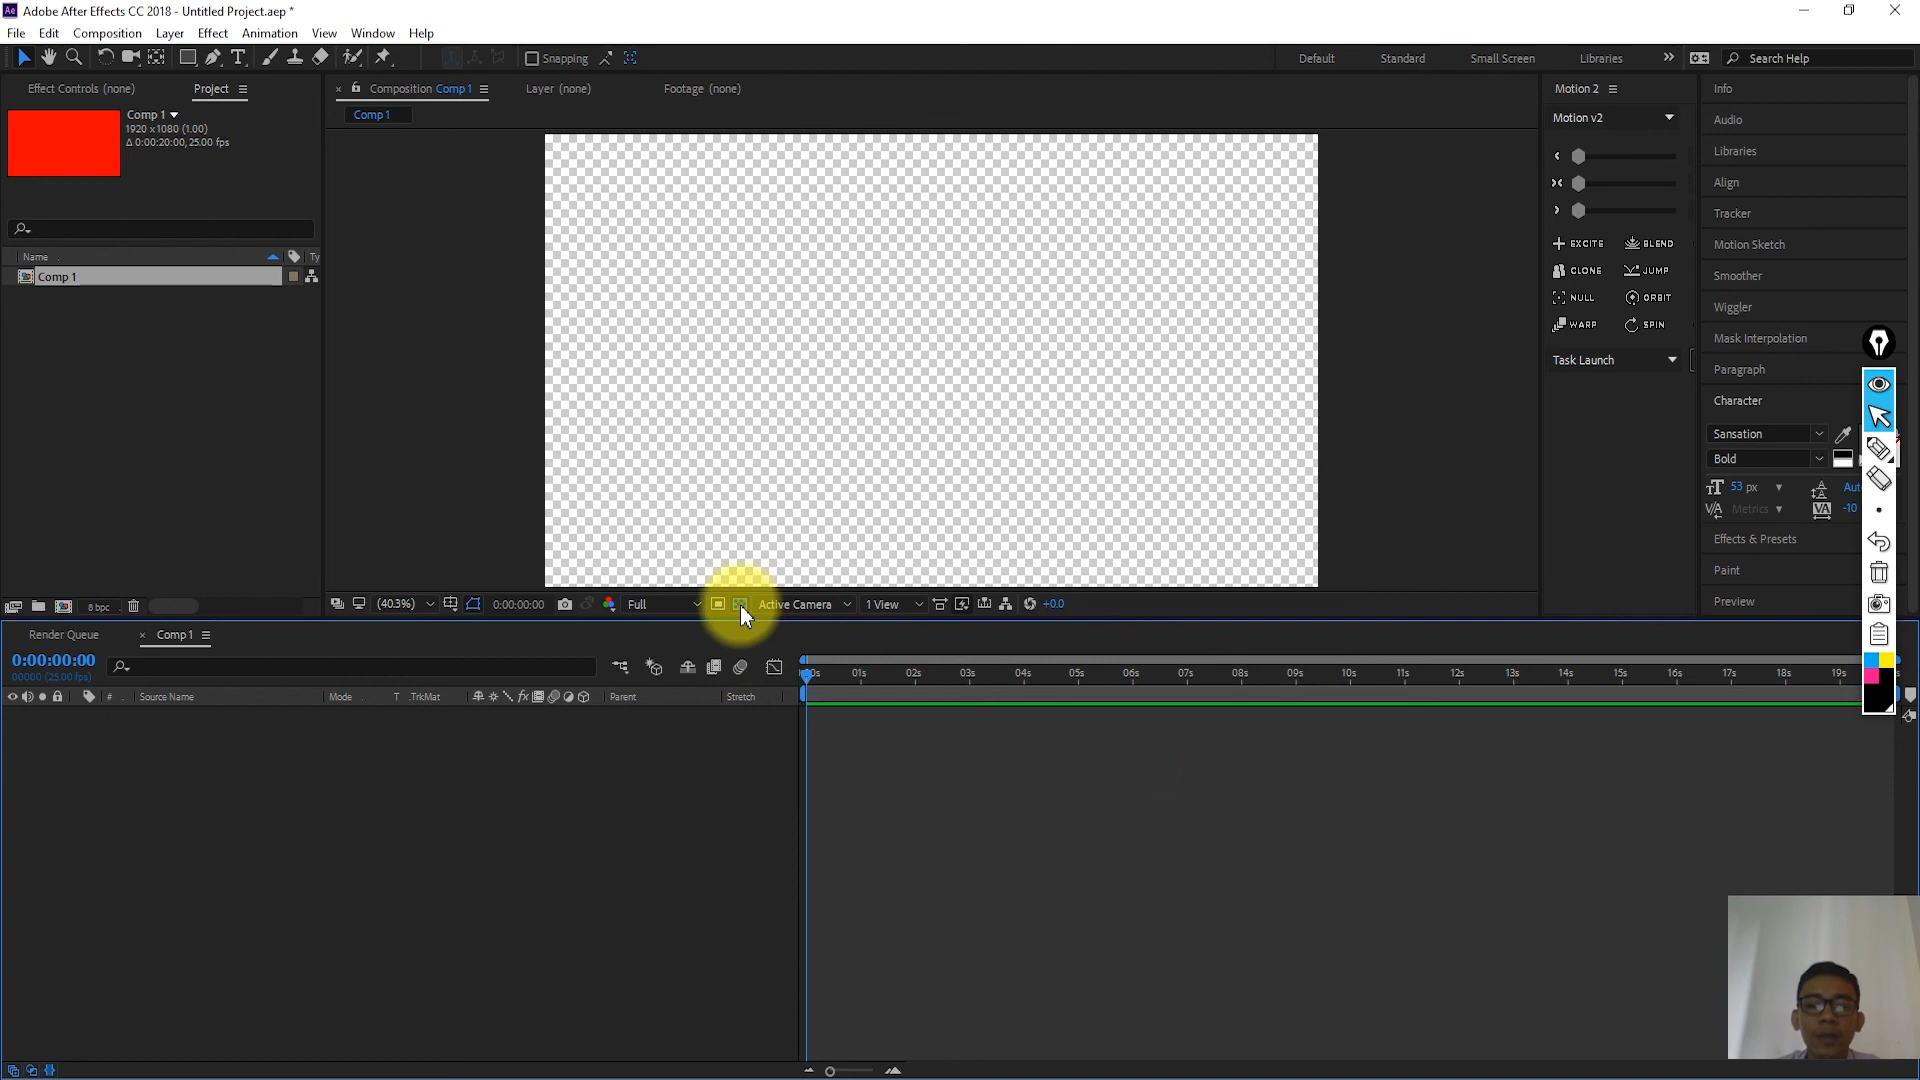 Adobe After Effects CC 2018 - Untitled Project.aep *
File Edit Composition Layer Effect Animation View Window Help
Snapping
Default Standard Small Screen Libraries
Search Help
Effect Controls (none) Project
Comp 1
1920 x1080 (1.00)
Δ 0:00:20:00, 25.00 fps
Name Ty
Comp 1
8 bpc
Composition Comp 1 Layer (none) Footage (none)
Comp 1
(40.3%) 0:00:00:00 Full Active Camera 1 View +0.0
Motion 2
Motion v2
EXCITE BLEND
CLONE JUMP
NULL ORBIT
WARP SPIN
Task Launch
Info
Audio
Libraries
Align
Tracker
Motion Sketch
Smoother
Wiggler
Mask Interpolation
Paragraph
Character
Sansation
Bold
53 px
Metrics -10
Effects & Presets
Paint
Preview
Render Queue Comp 1
0:00:00:00
00000 (25.00 fps)
# Source Name Mode T .TrkMat Parent Stretch
01s 02s 03s 04s 05s 06s 07s 08s 09s 10s 11s 12s 13s 14s 15s 16s 17s 18s 19s